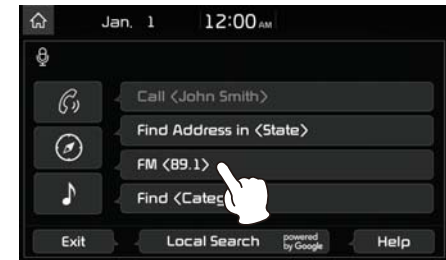 Jan. 1 12:00 AM
Call <John Smith>
Find Address in <State>
FM <89.1>
Find <Categ
Exit Local Search powered by Google Help